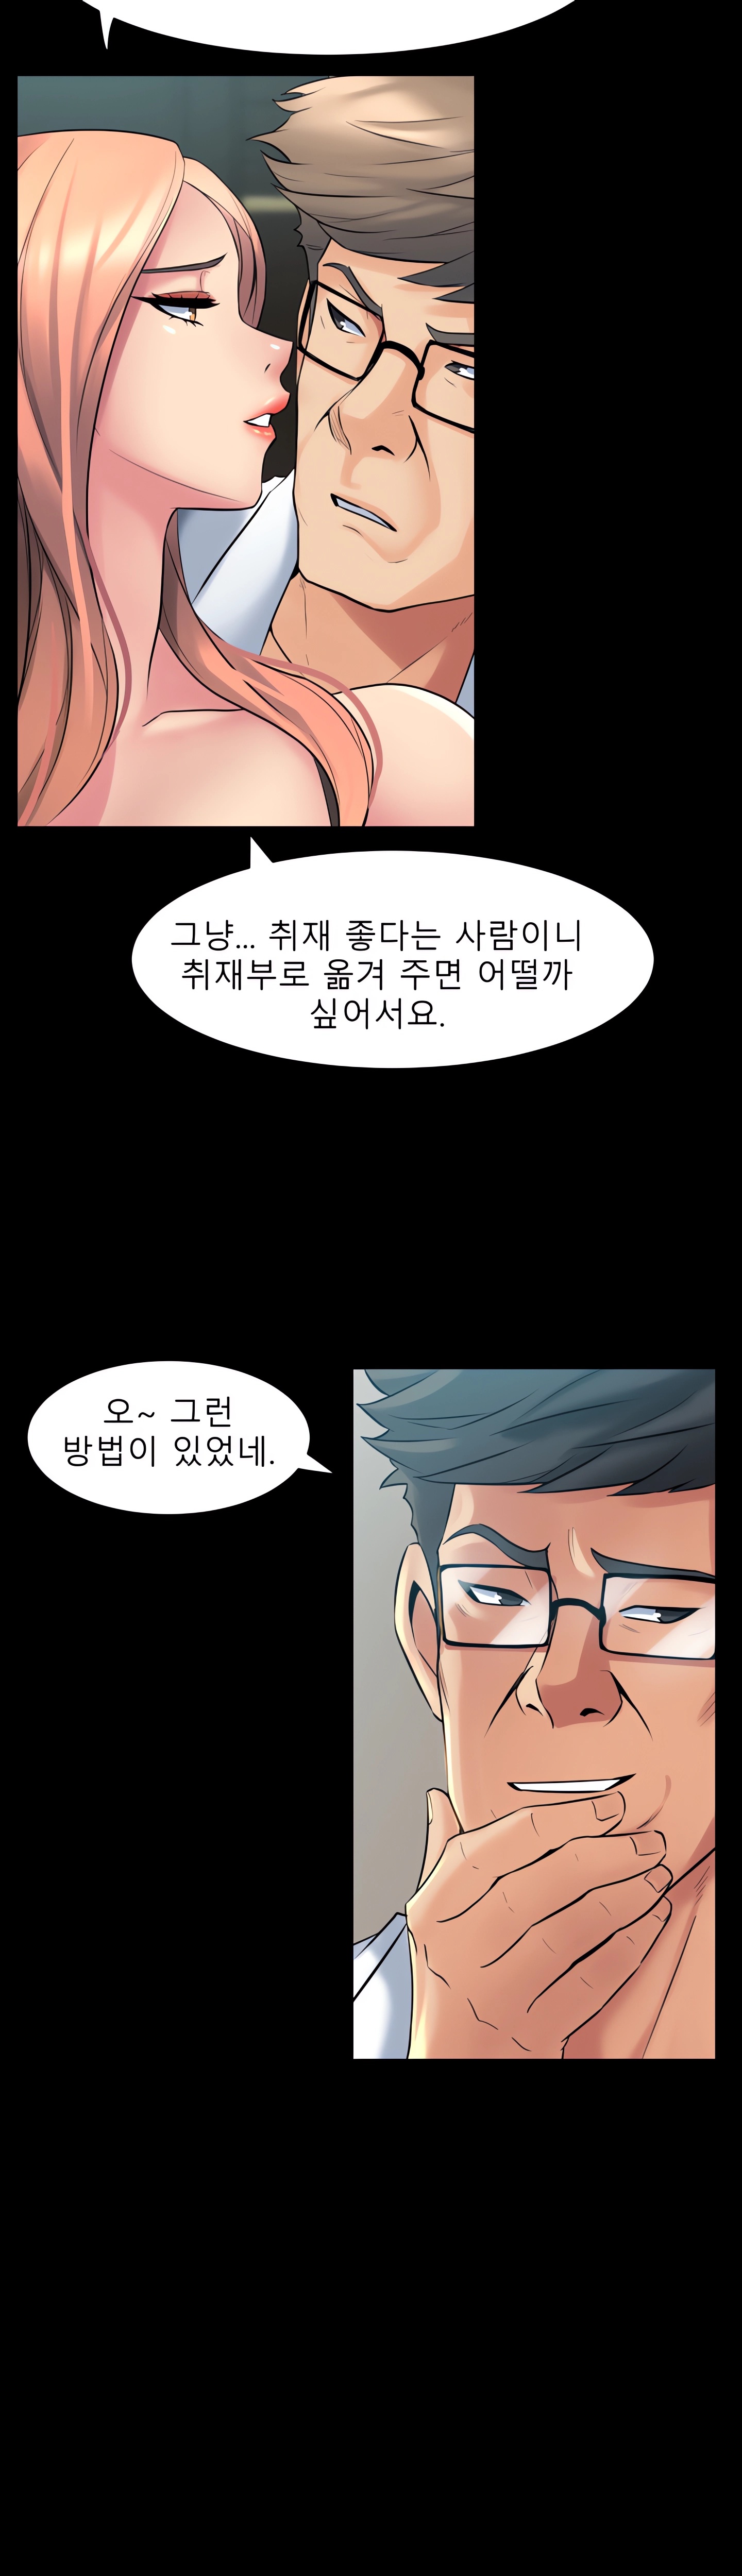 그냥... 취재 좋다는 사람이니
취재부로 옮겨 주면 어떨까
싶어서요.
오~ 그런
방법이 있었네.